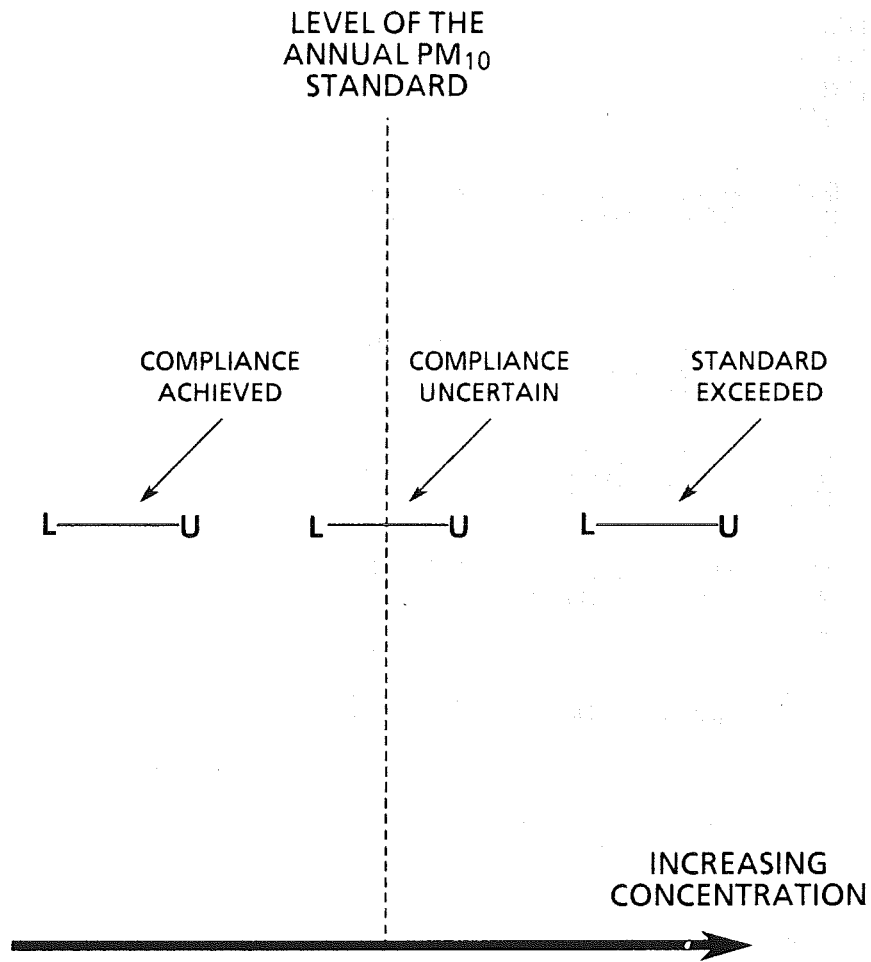 LEVEL OF THE
ANNUAL PM10
STANDARD
COMPLIANCE
ACHIEVED
COMPLIANCE
UNCERTAIN
STANDARD
EXCEEDED
L U L U L U
INCREASING
CONCENTRATION